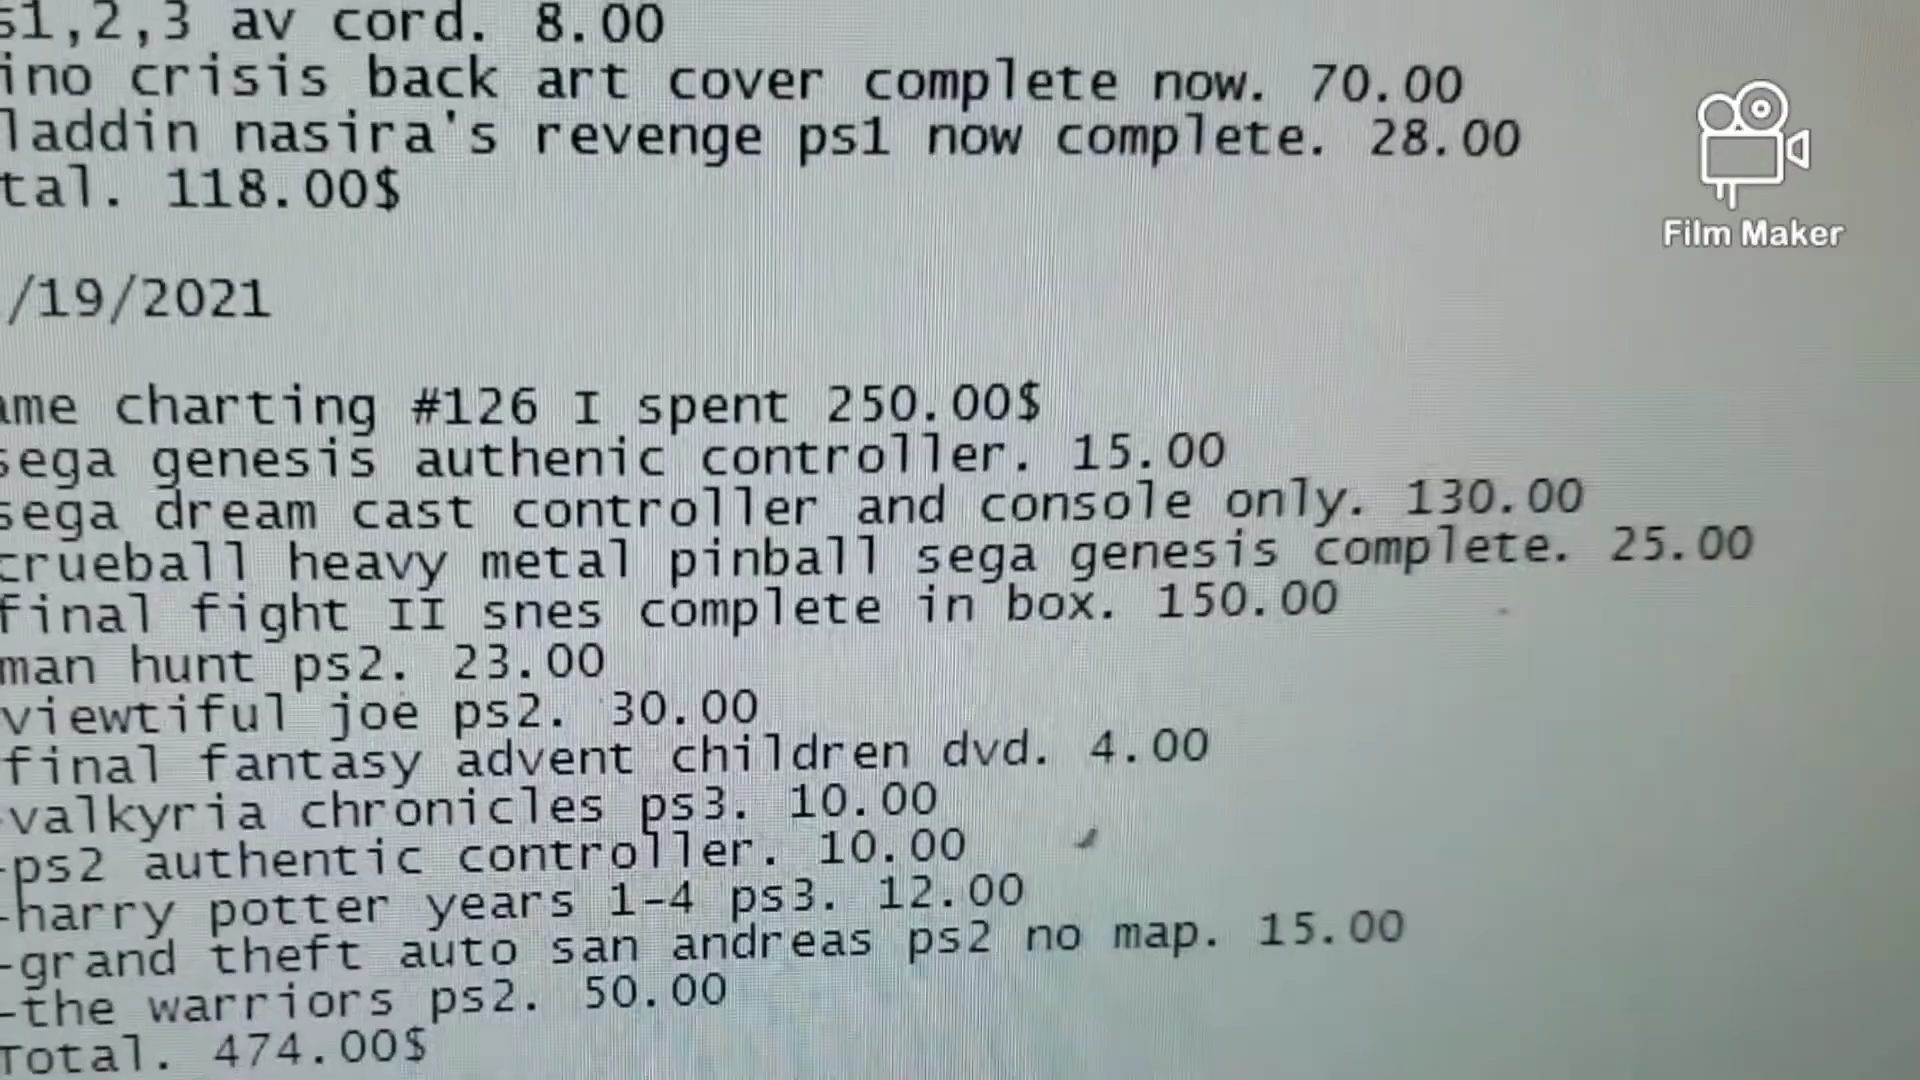 s1,2,3 av cord. 8.00
ino crisis back art cover complete now. 70.00
laddin nasira's revenge ps1 now complete. 28.00
tal. 118.00$
Film Maker
/19/2021
ame charting #126 I spent 250.00$
sega genesis authenic controller. 15.00
sega dream cast controller and console only. 130.00
crueball heavy metal pinball sega genesis complete. 25.00
final fight II snes complete in box. 150.00
man hunt ps2. 23.00
viewtiful joe ps2. 30.00
final fantasy advent children dvd. 4.00
-valkyria chronicles ps3. 10.00
-ps2 authentic controller. 10.00
-harry potter years 1-4 ps3. 12.00
-grand theft auto san andreas ps2 no map. 15.00
-the warriors ps2. 50.00
Total. 474.00$